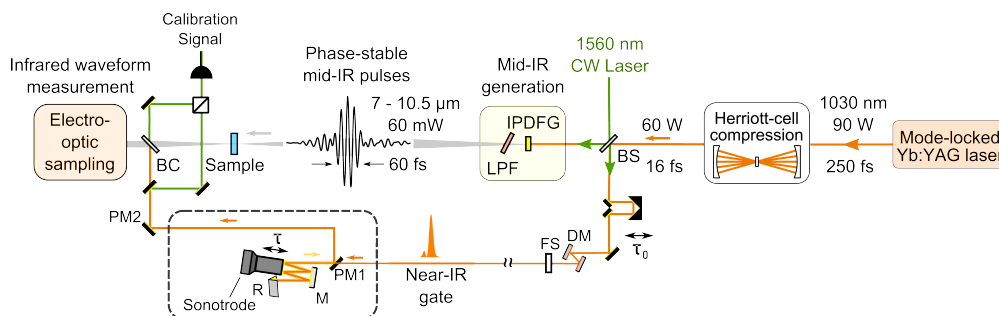 Calibration
Signal
Infrared waveform
measurement
Electro-
optic
sampling
BC
Sample
Phase-stable
mid-IR pulses
7 - 10.5 µm
60 mW
60 fs
Mid-IR
generation
IPDFG
LPF
1560 nm
CW Laser
BS
60 W
16 fs
Herriott-cell
compression
1030 nm
90 W
250 fs
Mode-locked
Yb:YAG laser
PM2
τ
R
M
PM1
Sonotrode
Near-IR
gate
FS
DM
τ0